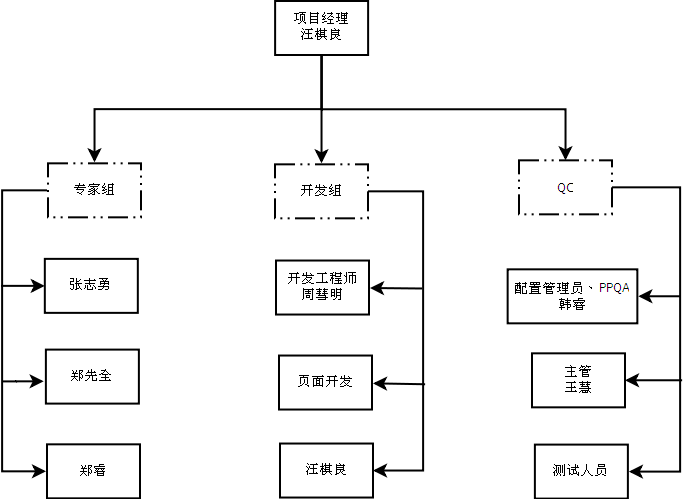 项目经理
汪棋良
专家组
开发组
QC
张志勇
开发工程师
周彗明
配置管理员、PPQA
韩睿
郑先全
页面开发
主管
王慧
郑睿
汪棋良
测试人员